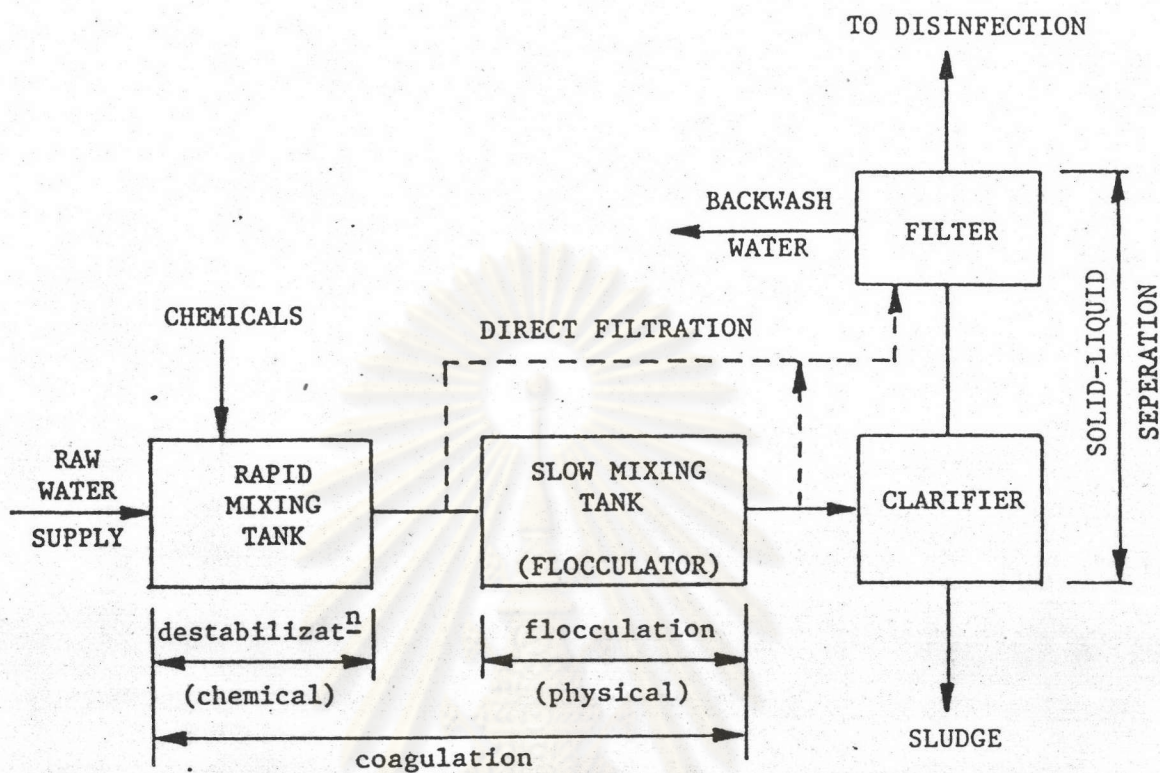 TO DISINFECTION
BACKWASH
WATER
FILTER
CHEMICALS
DIRECT FILTRATION
SOLID-LIQUID
SEPERATION
RAW
WATER
SUPPLY
RAPID
MIXING
TANK
SLOW MIXING
TANK
(FLOCCULATOR)
CLARIFIER
destabilizatn
(chemical)
flocculation
(physical)
coagulation
SLUDGE